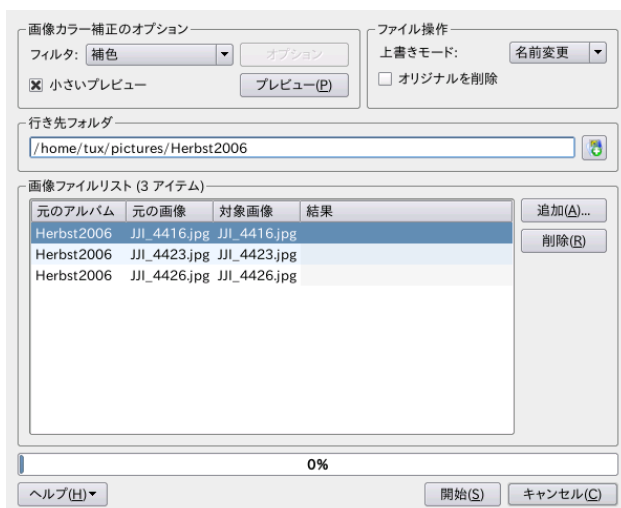 画像カラー補正のオプション
フィルタ: 補色
オプション
小さいプレビュー
プレビュー(P)
ファイル操作
上書きモード: 名前変更
オリジナルを削除
行き先フォルダ
/home/tux/pictures/Herbst2006
画像ファイルリスト (3 アイテム)
元のアルバム 元の画像 対象画像 結果
Herbst2006 JJI_4416.jpg JJI_4416.jpg
Herbst2006 JJI_4423.jpg JJI_4423.jpg
Herbst2006 JJI_4426.jpg JJI_4426.jpg
追加(A)...
削除(R)
0%
ヘルプ(H)
開始(S)
キャンセル(C)